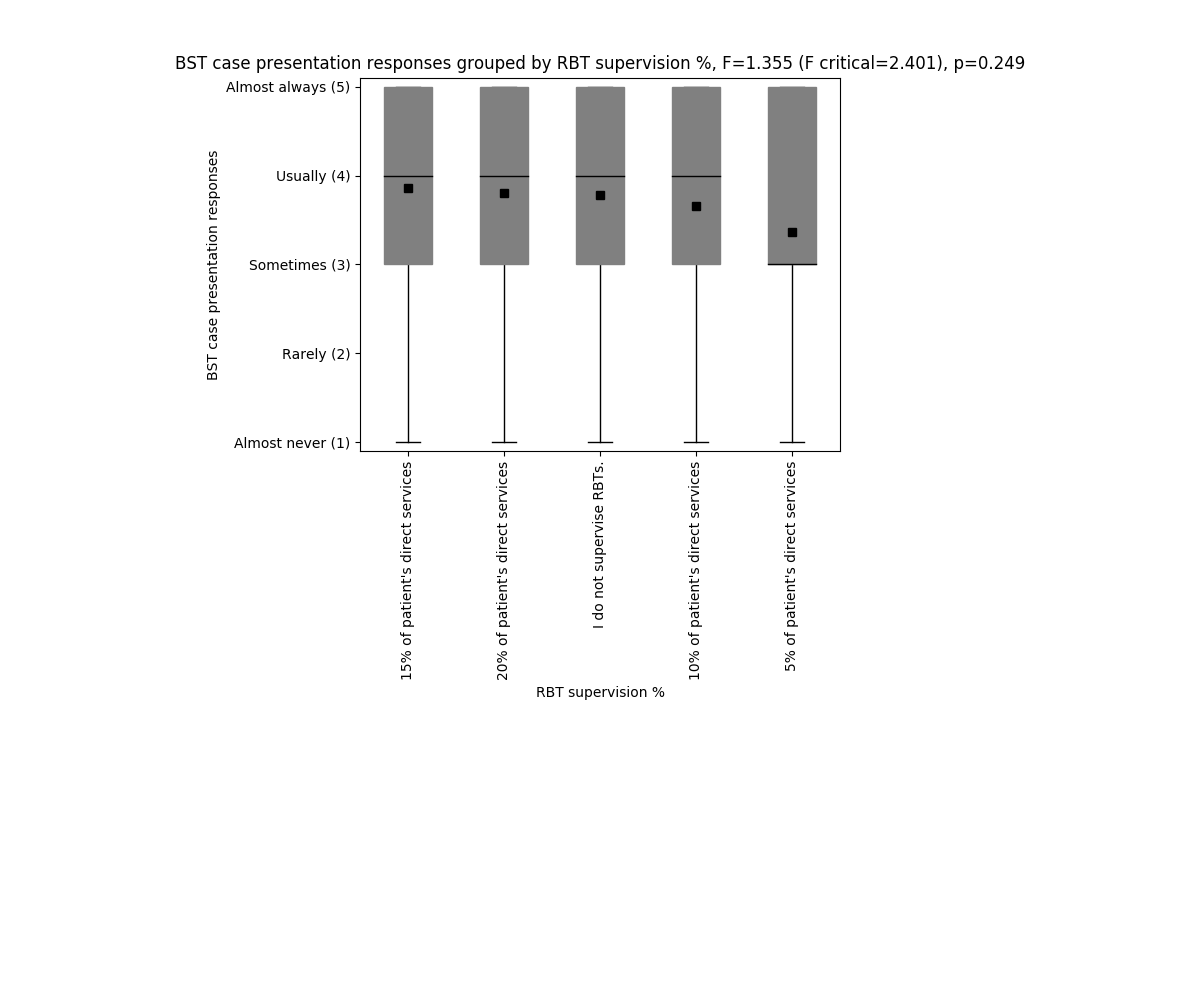 BST case presentation responses grouped by RBT supervision %, F=1.355 (F critical=2.401), p=0.249
BST case presentation responses
Almost always (5)
Usually (4)
Sometimes (3)
Rarely (2)
Almost never (1)
15% of patient's direct services
20% of patient's direct services
I do not supervise RBTs.
10% of patient's direct services
5% of patient's direct services
RBT supervision %